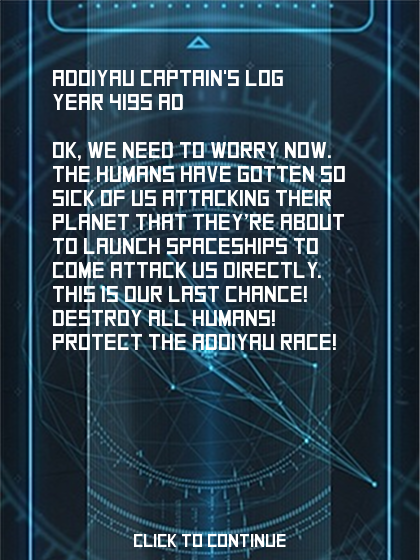 ADDIYAU CAPTAIN'S LOG
YEAR 4195 AD
OK, WE NEED TO WORRY NOW.
THE HUMANS HAVE GOTTEN SO
SICK OF US ATTACKING THEIR
PLANET THAT THEY'RE ABOUT
TO LAUNCH SPACESHIPS TO
COME ATTACK US DIRECTLY.
THIS IS OUR LAST CHANCE!
DESTROY ALL HUMANS!
PROTECT THE ADDIYAU RACE!
CLICK TO CONTINUE